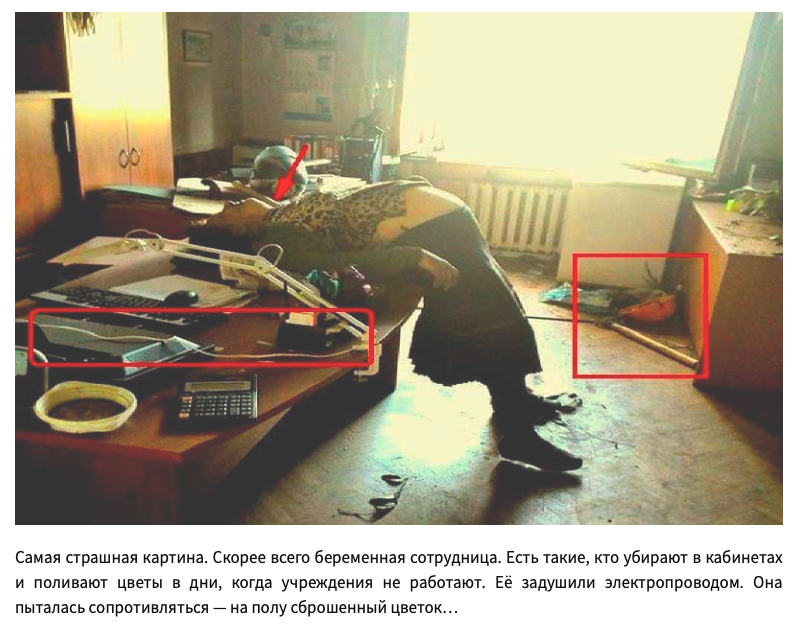 Самая страшная картина. Скорее всего беременная сотрудница. Есть такие, кто убирают в кабинетах
и поливают цветы в дни, когда учреждения не работают. Её задушили электропроводом. Она
пыталась сопротивляться — на полу сброшенный цветок…